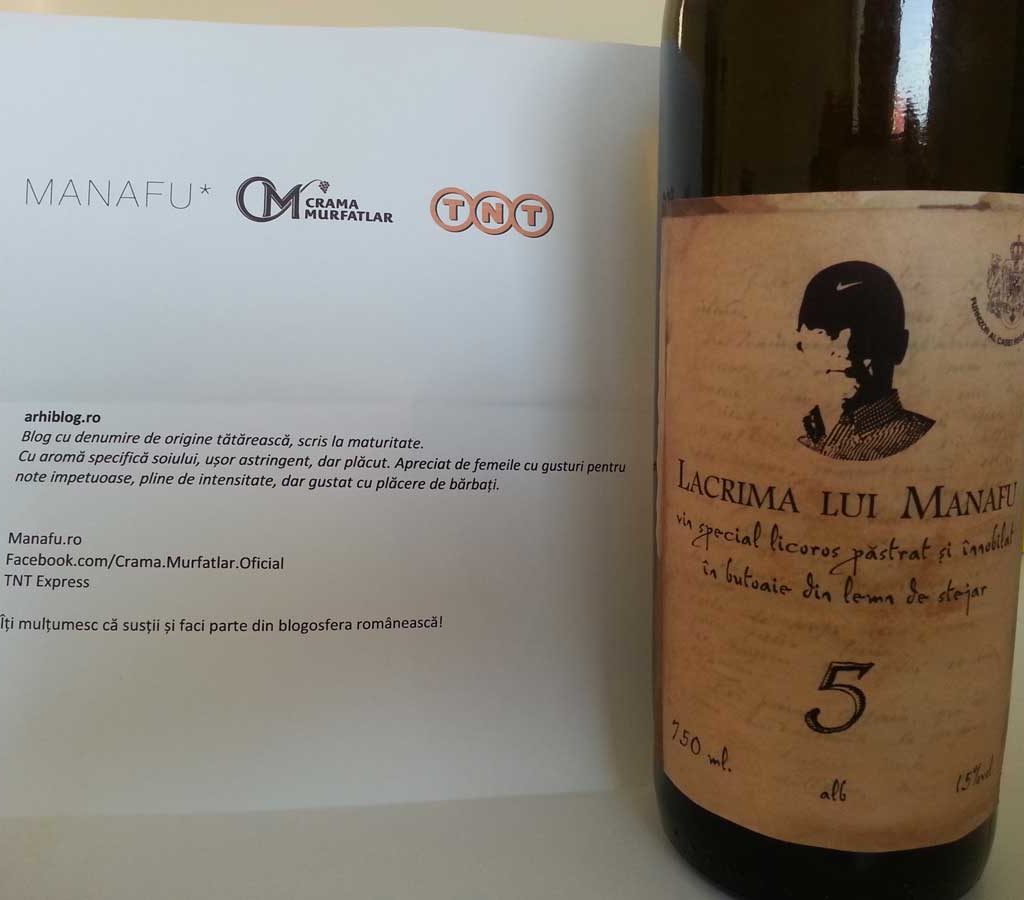 MANAFU*
CM CRAMA
MURFATLAR
TNT
arhiblog.ro
Blog cu denumire de origine tătărească, scris la maturitate.
Cu aromă specifică soiului, ușor astringent, dar plăcut. Apreciat de femeile cu gusturi pentru
note impetuoase, pline de intensitate, dar gustat cu plăcere de bărbați.
Manafu.ro
Facebook.com/Crama.Murfatlar.Oficial
TNT Express
Îți mulțumesc că susții și faci parte din blogosfera românească!
FURNIZOR AL CASEI
LACRIMA LUI MANAFU
vin special licoros păstrat și înnobilat
în butoaie din lemn de stejar
5
750 ml.
alb
15%vol